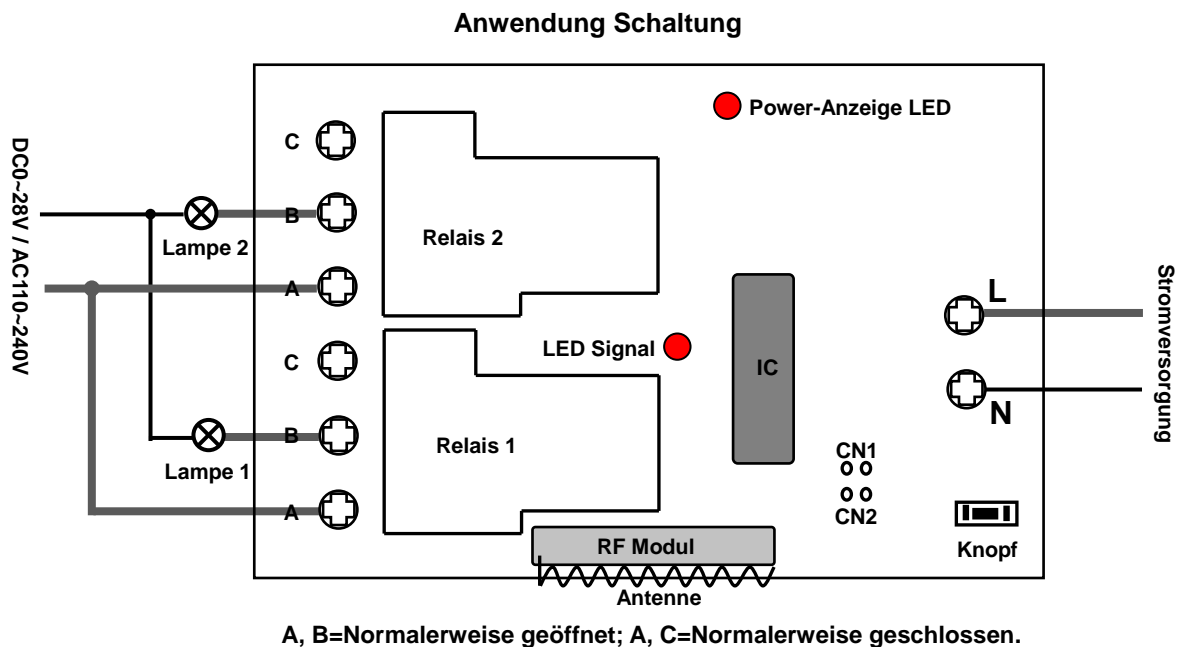 Anwendung Schaltung
Power-Anzeige LED
C
DC0~28V / AC110~240V
B
Lampe 2
Relais 2
A
L
Stromversorgung
LED Signal
C
IC
N
B
Relais 1
Lampe 1
CN1
A
CN2
RF Modul
Knopf
Antenne
A, B=Normalerweise geöffnet; A, C=Normalerweise geschlossen.